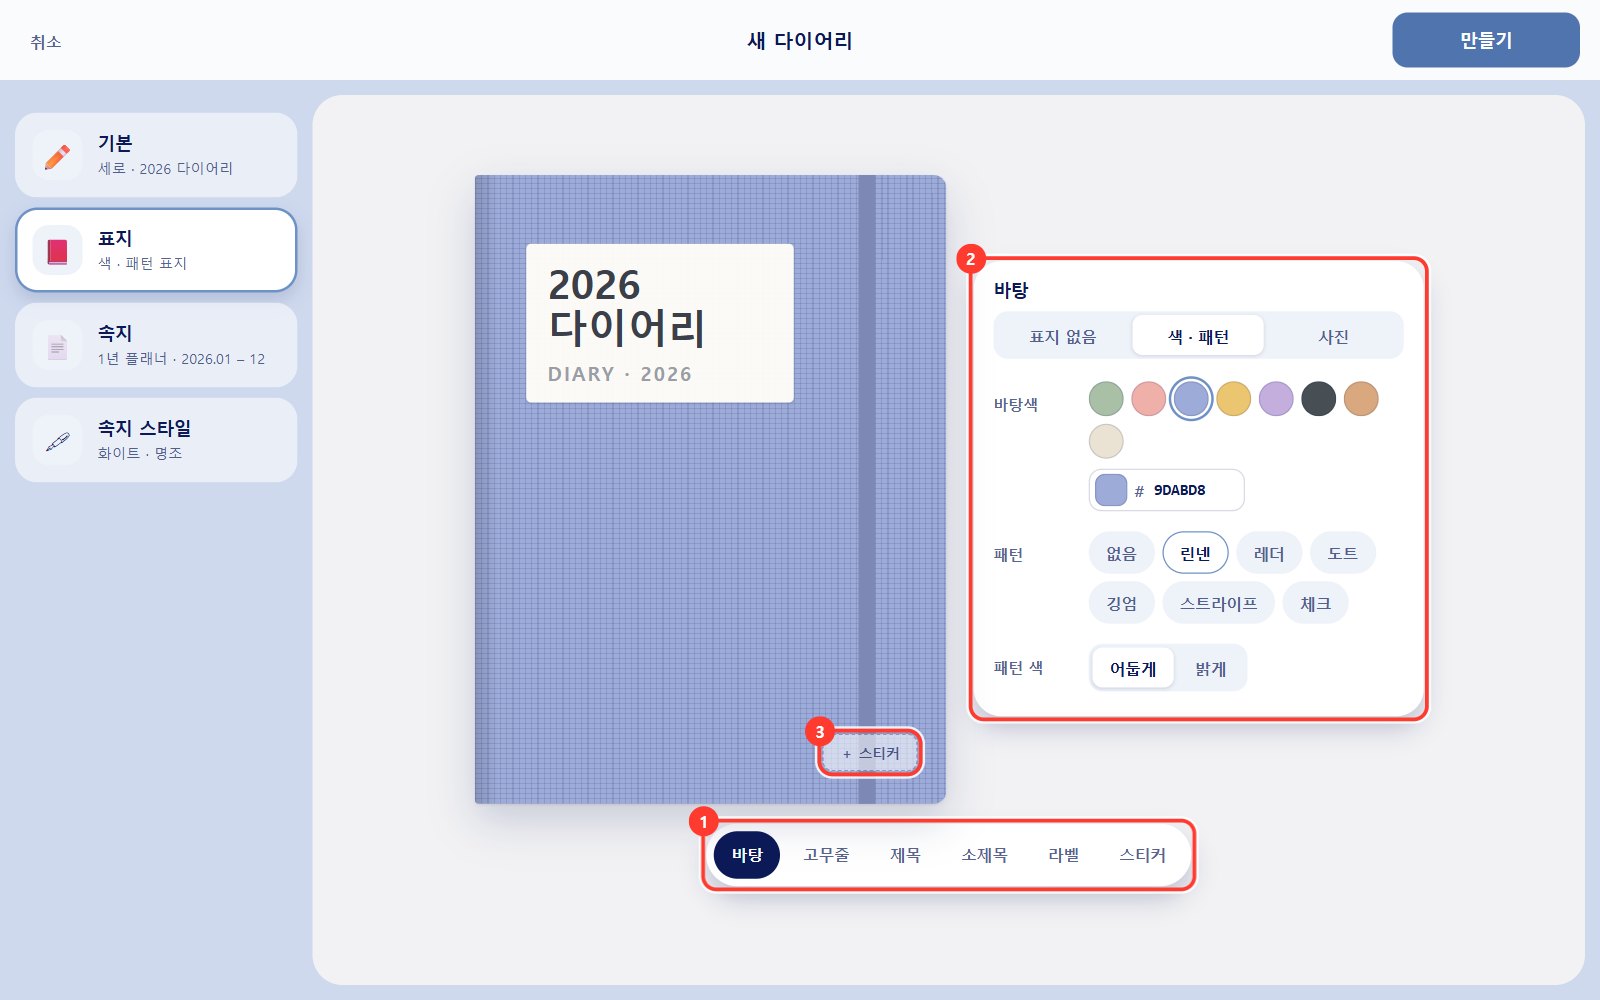 취소
새 다이어리
만들기
기본
세로 · 2026 다이어리
표지
색 · 패턴 표지
속지
1년 플래너 · 2026.01 – 12
속지 스타일
화이트 · 명조
2026
다이어리
DIARY · 2026
3
+ 스티커
2
바탕
표지 없음 색 · 패턴 사진
바탕색
# 9DABD8
패턴 없음 린넨 레더 도트
깅엄 스트라이프 체크
패턴 색 어둡게 밝게
1
바탕 고무줄 제목 소제목 라벨 스티커